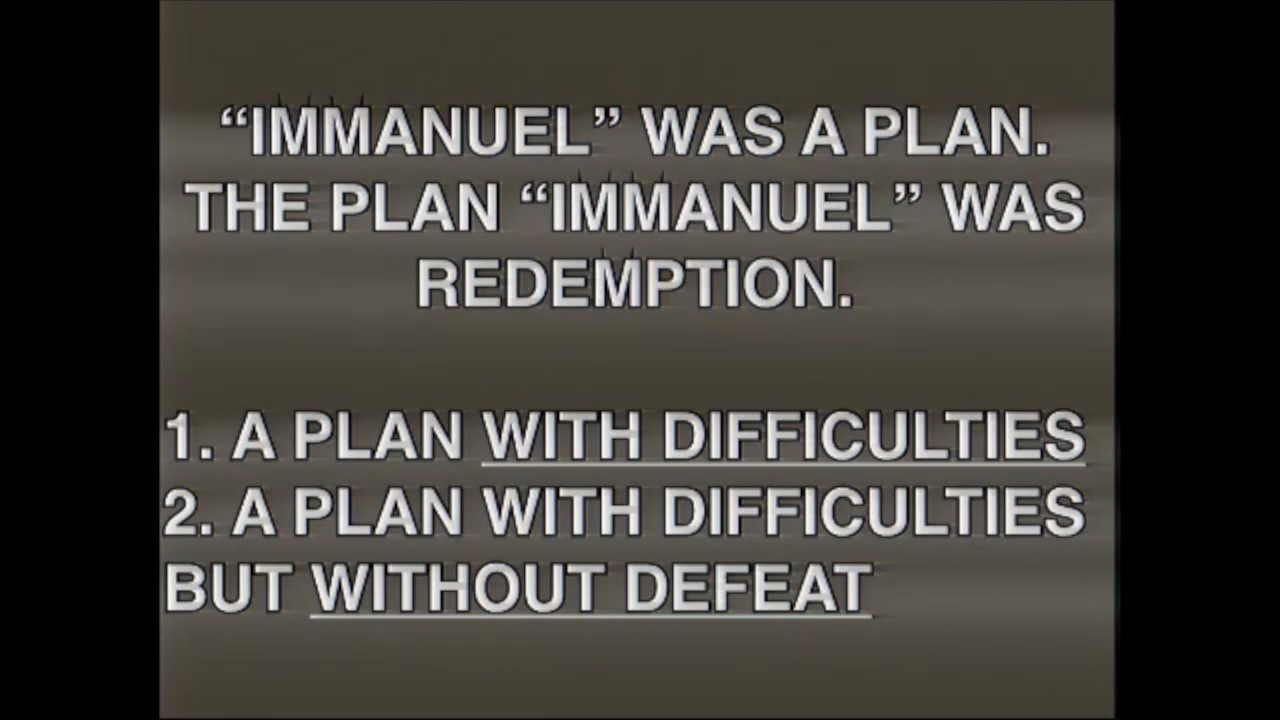 “IMMANUEL” WAS A PLAN.
THE PLAN “IMMANUEL” WAS
REDEMPTION.
1. A PLAN WITH DIFFICULTIES
2. A PLAN WITH DIFFICULTIES
BUT WITHOUT DEFEAT